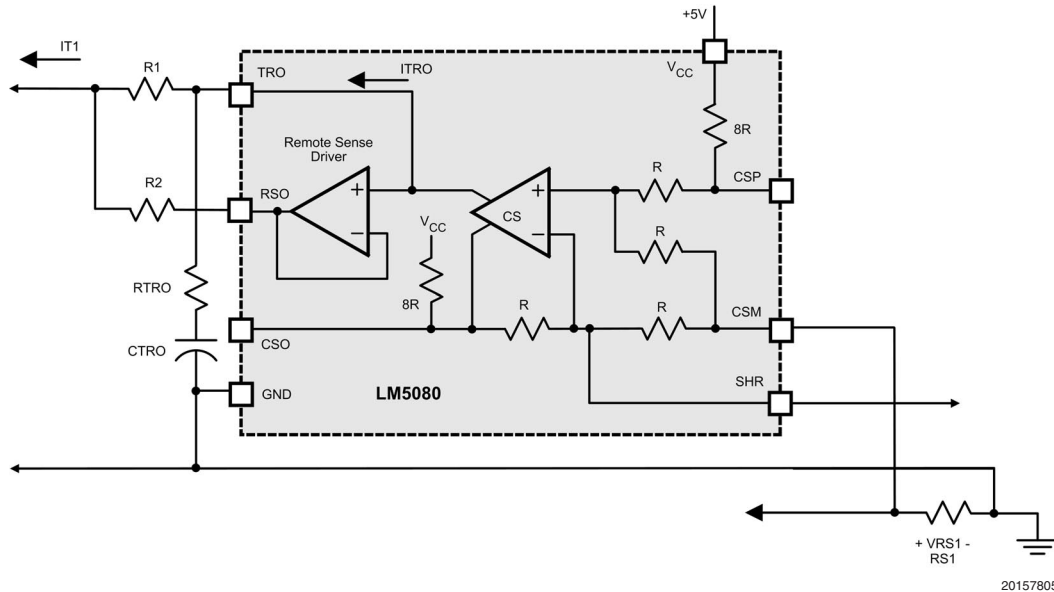 +5V
IT1
R1
TRO
ITRO
VCC
8R
Remote Sense
Driver
R
CSP
R2
RSO
+
−
VCC
CS
+
−
R
RTRO
8R
R
R
CSM
CTRO
CSO
GND
LM5080
SHR
+ VRS1 -
RS1
20157805